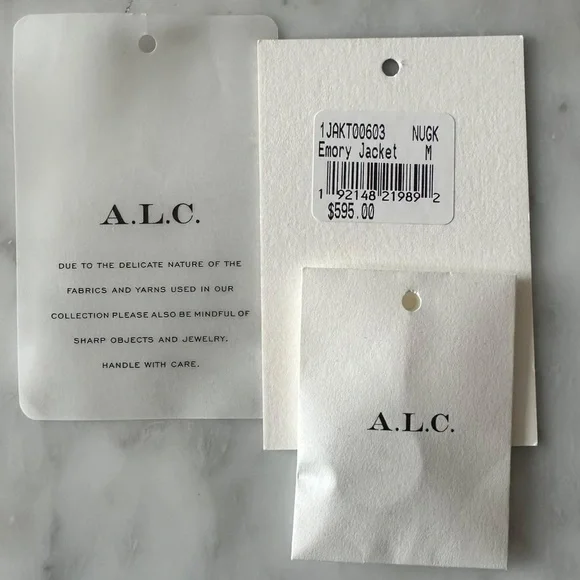 A.L.C.
DUE TO THE DELICATE NATURE OF THE
FABRICS AND YARNS USED IN OUR
COLLECTION PLEASE ALSO BE MINDFUL OF
SHARP OBJECTS AND JEWELRY.
HANDLE WITH CARE.
1JAKT00603 NUGK
Emory Jacket M
1 92148 21989 2
$595.00
A.L.C.